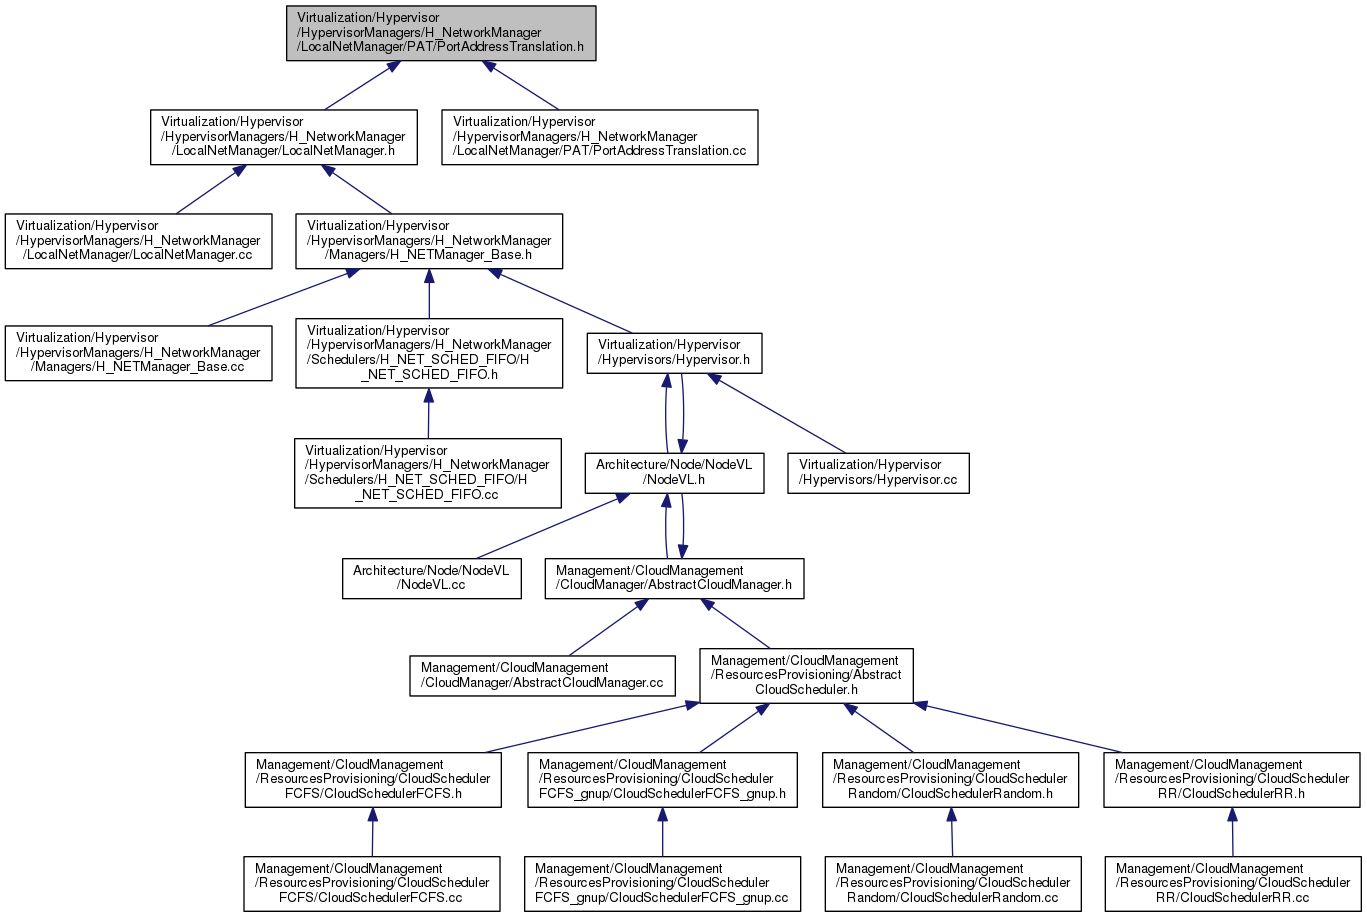 Virtualization/Hypervisor
/HypervisorManagers/H_NetworkManager
/LocalNetManager/PAT/PortAddressTranslation.h
Virtualization/Hypervisor
/HypervisorManagers/H_NetworkManager
/LocalNetManager/LocalNetManager.h
Virtualization/Hypervisor
/HypervisorManagers/H_NetworkManager
/LocalNetManager/PAT/PortAddressTranslation.cc
Virtualization/Hypervisor
/HypervisorManagers/H_NetworkManager
/LocalNetManager/LocalNetManager.cc
Virtualization/Hypervisor
/HypervisorManagers/H_NetworkManager
/Managers/H_NETManager_Base.h
Virtualization/Hypervisor
/HypervisorManagers/H_NetworkManager
/Managers/H_NETManager_Base.cc
Virtualization/Hypervisor
/HypervisorManagers/H_NetworkManager
/Schedulers/H_NET_SCHED_FIFO/H
_NET_SCHED_FIFO.h
Virtualization/Hypervisor
/Hypervisors/Hypervisor.h
Virtualization/Hypervisor
/HypervisorManagers/H_NetworkManager
/Schedulers/H_NET_SCHED_FIFO/H
_NET_SCHED_FIFO.cc
Architecture/Node/NodeVL
/NodeVL.h
Virtualization/Hypervisor
/Hypervisors/Hypervisor.cc
Architecture/Node/NodeVL
/NodeVL.cc
Management/CloudManagement
/CloudManager/AbstractCloudManager.h
Management/CloudManagement
/CloudManager/AbstractCloudManager.cc
Management/CloudManagement
/ResourcesProvisioning/Abstract
CloudScheduler.h
Management/CloudManagement
/ResourcesProvisioning/CloudScheduler
FCFS/CloudSchedulerFCFS.h
Management/CloudManagement
/ResourcesProvisioning/CloudScheduler
FCFS_gnup/CloudSchedulerFCFS_gnup.h
Management/CloudManagement
/ResourcesProvisioning/CloudScheduler
Random/CloudSchedulerRandom.h
Management/CloudManagement
/ResourcesProvisioning/CloudScheduler
RR/CloudSchedulerRR.h
Management/CloudManagement
/ResourcesProvisioning/CloudScheduler
FCFS/CloudSchedulerFCFS.cc
Management/CloudManagement
/ResourcesProvisioning/CloudScheduler
FCFS_gnup/CloudSchedulerFCFS_gnup.cc
Management/CloudManagement
/ResourcesProvisioning/CloudScheduler
Random/CloudSchedulerRandom.cc
Management/CloudManagement
/ResourcesProvisioning/CloudScheduler
RR/CloudSchedulerRR.cc